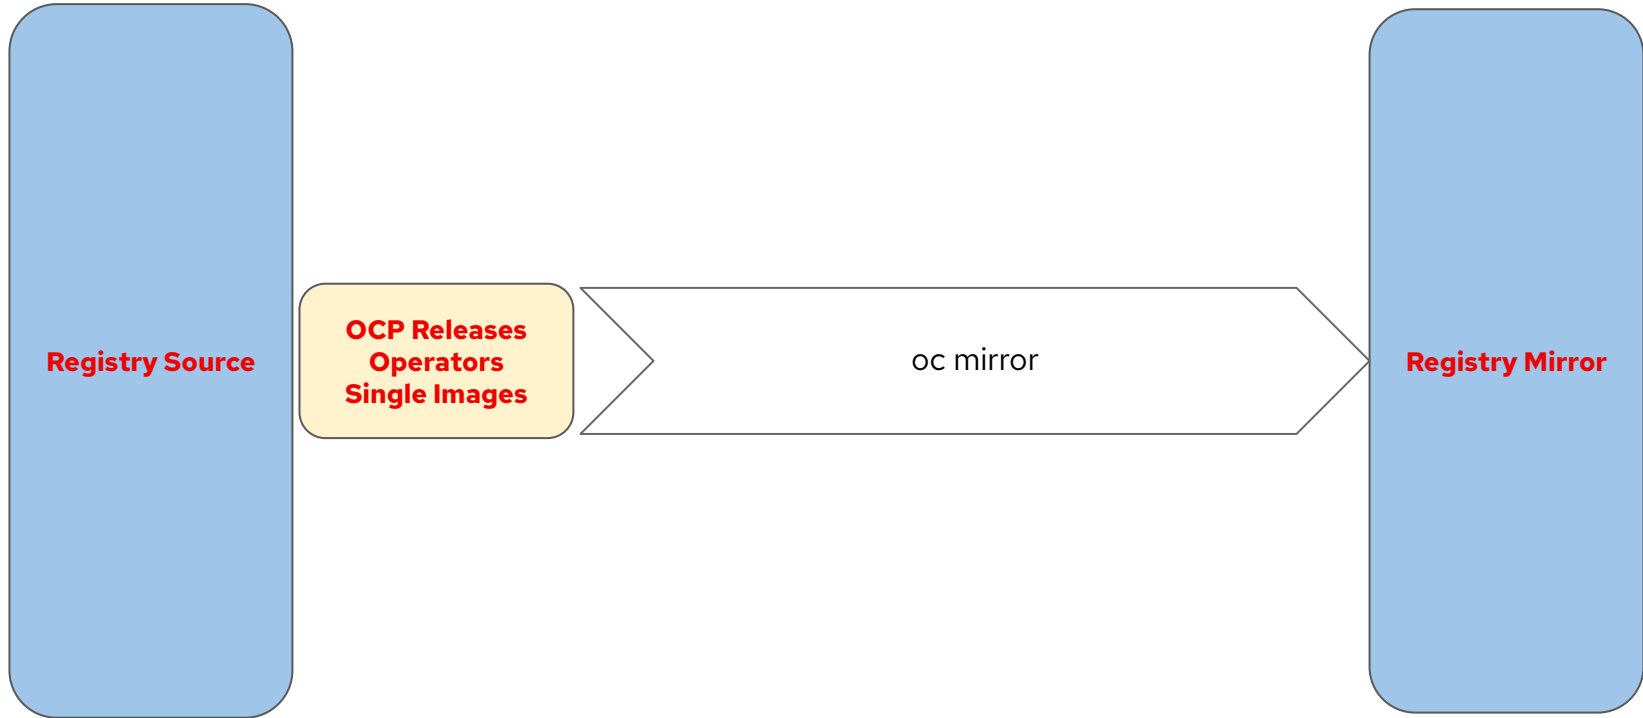 Registry Source
OCP Releases
Operators
Single Images
oc mirror
Registry Mirror